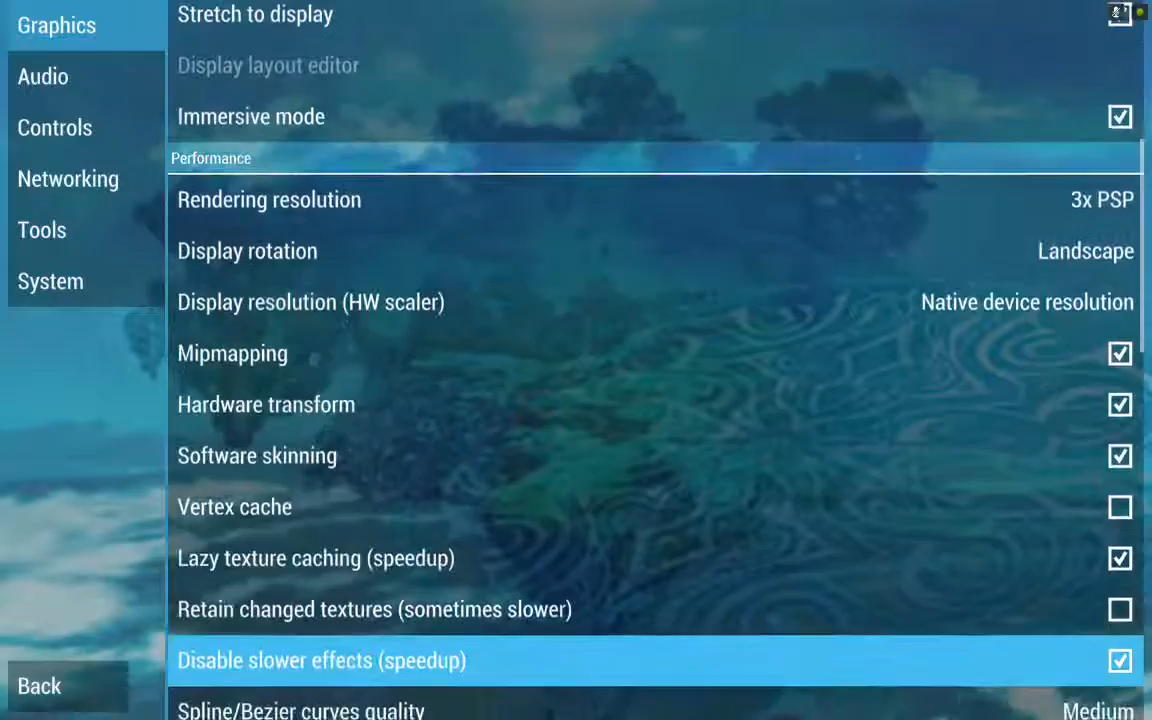 Graphics
Audio
Controls
Networking
Tools
System
Back
Stretch to display
Display layout editor
Immersive mode
Performance
Rendering resolution 3x PSP
Display rotation Landscape
Display resolution (HW scaler) Native device resolution
Mipmapping
Hardware transform
Software skinning
Vertex cache
Lazy texture caching (speedup)
Retain changed textures (sometimes slower)
Disable slower effects (speedup)
Spline/Bezier curves quality Medium